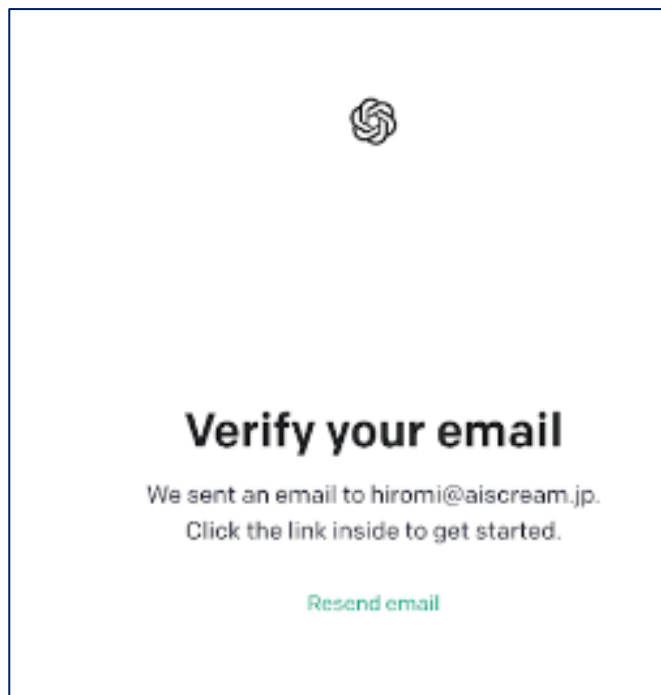 Verify your email
We sent an email to hiromi@aiscream.jp.
Click the link inside to get started.
Resend email